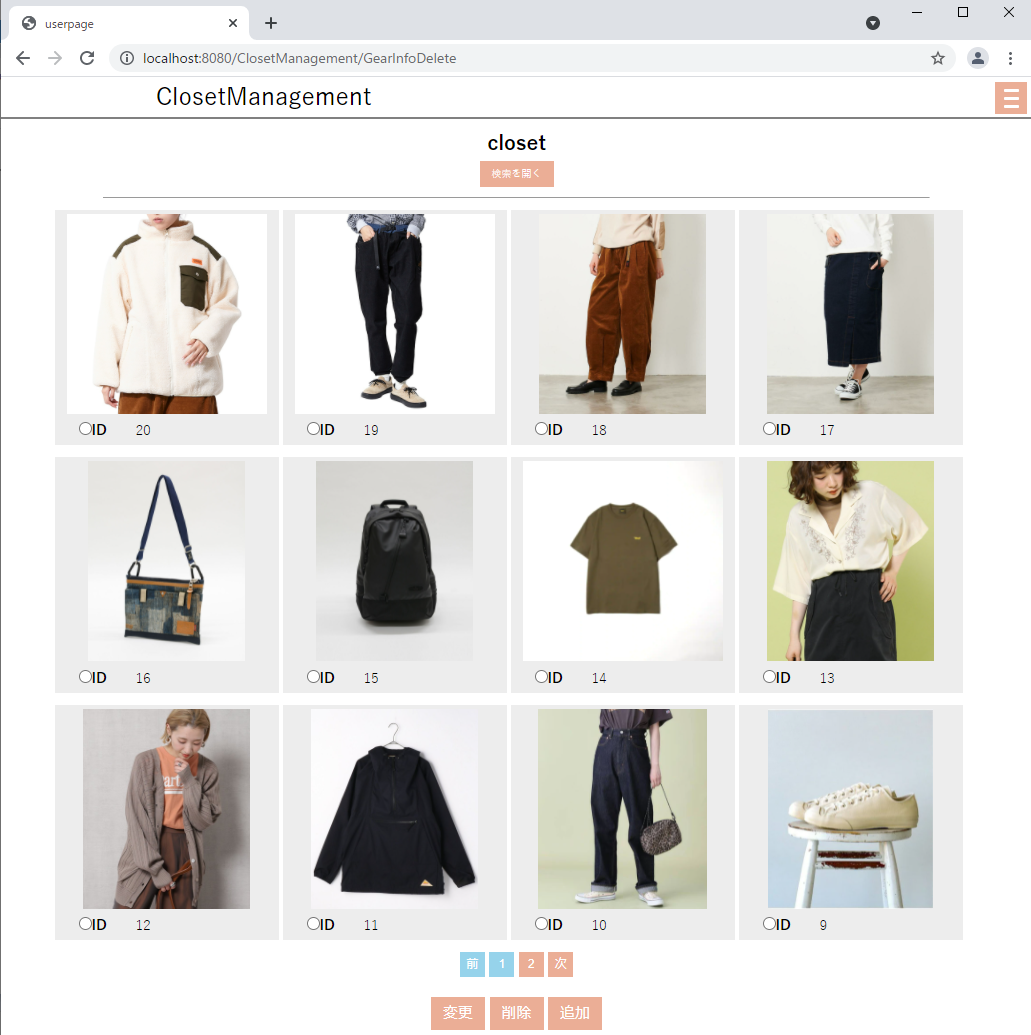 userpage
localhost:8080/ClosetManagement/GearInfoDelete
ClosetManagement
closet
検索を開く
ID 20
ID 19
ID 18
ID 17
ID 16
ID 15
ID 14
ID 13
ID 12
ID 11
ID 10
ID 9
前 1 2 次
変更 削除 追加